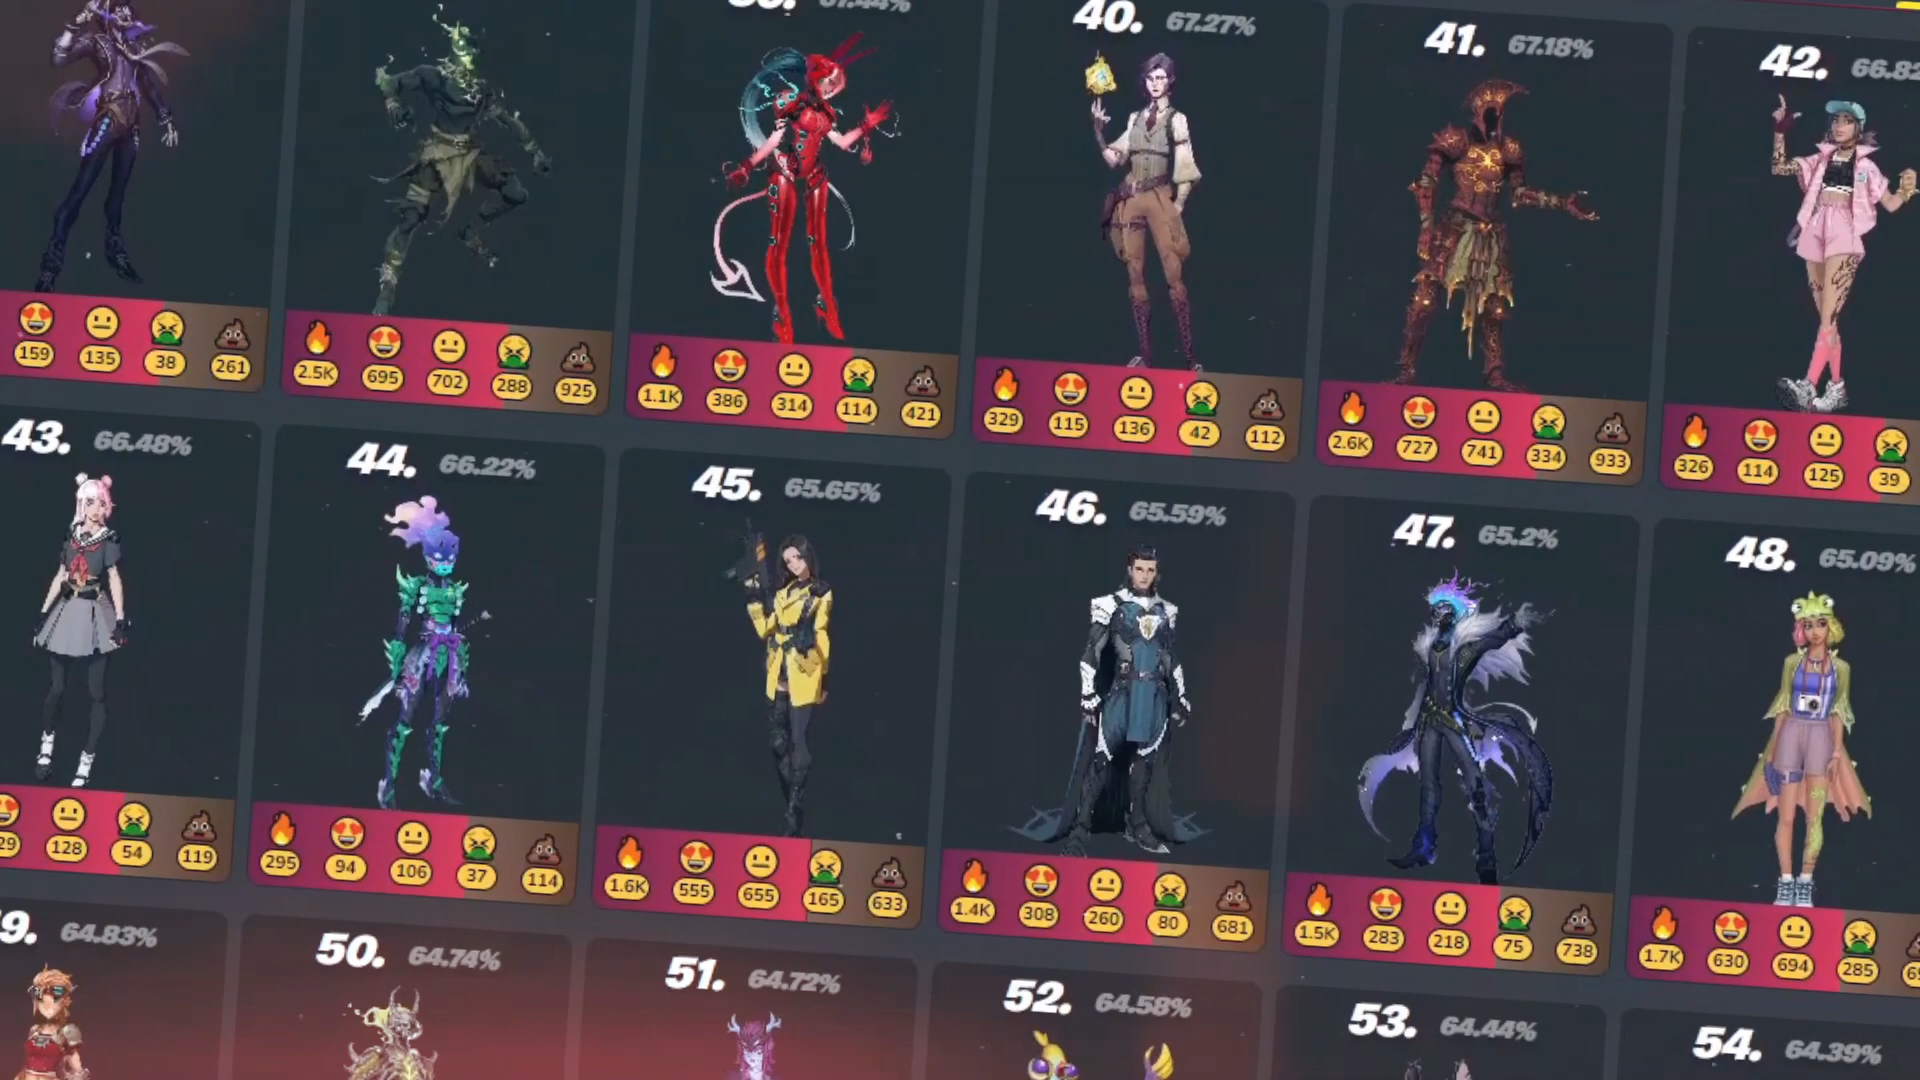 67.44%
40. 67.27%
41. 67.18%
42.
159 135 38 261
2.5K 695 702 288 925
1.1K 386 314 114 421
329 115 136 42 112
2.6K 727 741 334 933
326 114 125 39
43. 66.48%
44. 66.22%
45. 65.65%
46. 65.59%
47. 65.2%
48. 65.09%
128 54 119
295 94 106 37 114
1.6K 555 655 165 633
1.4K 308 260 80 681
1.5K 283 218 75 738
1.7K 630 694 285
64.83%
50. 64.74%
51. 64.72%
52. 64.58%
53. 64.44%
54. 64.39%